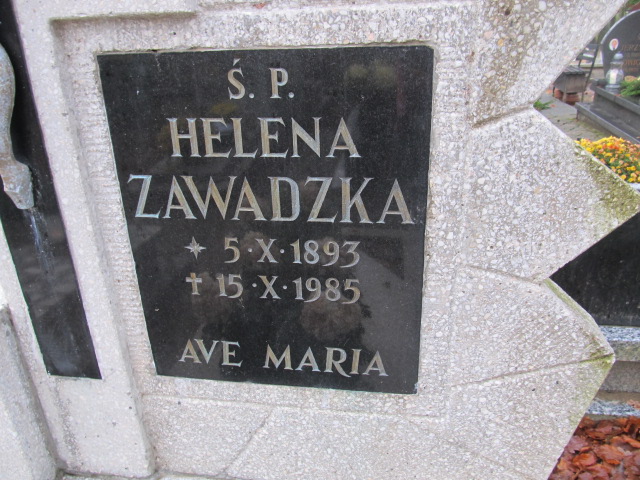 Ś. P.
HELENA
ZAWADZKA
✶ 5·X·1893
✝ 15·X·1985
AVE MARIA